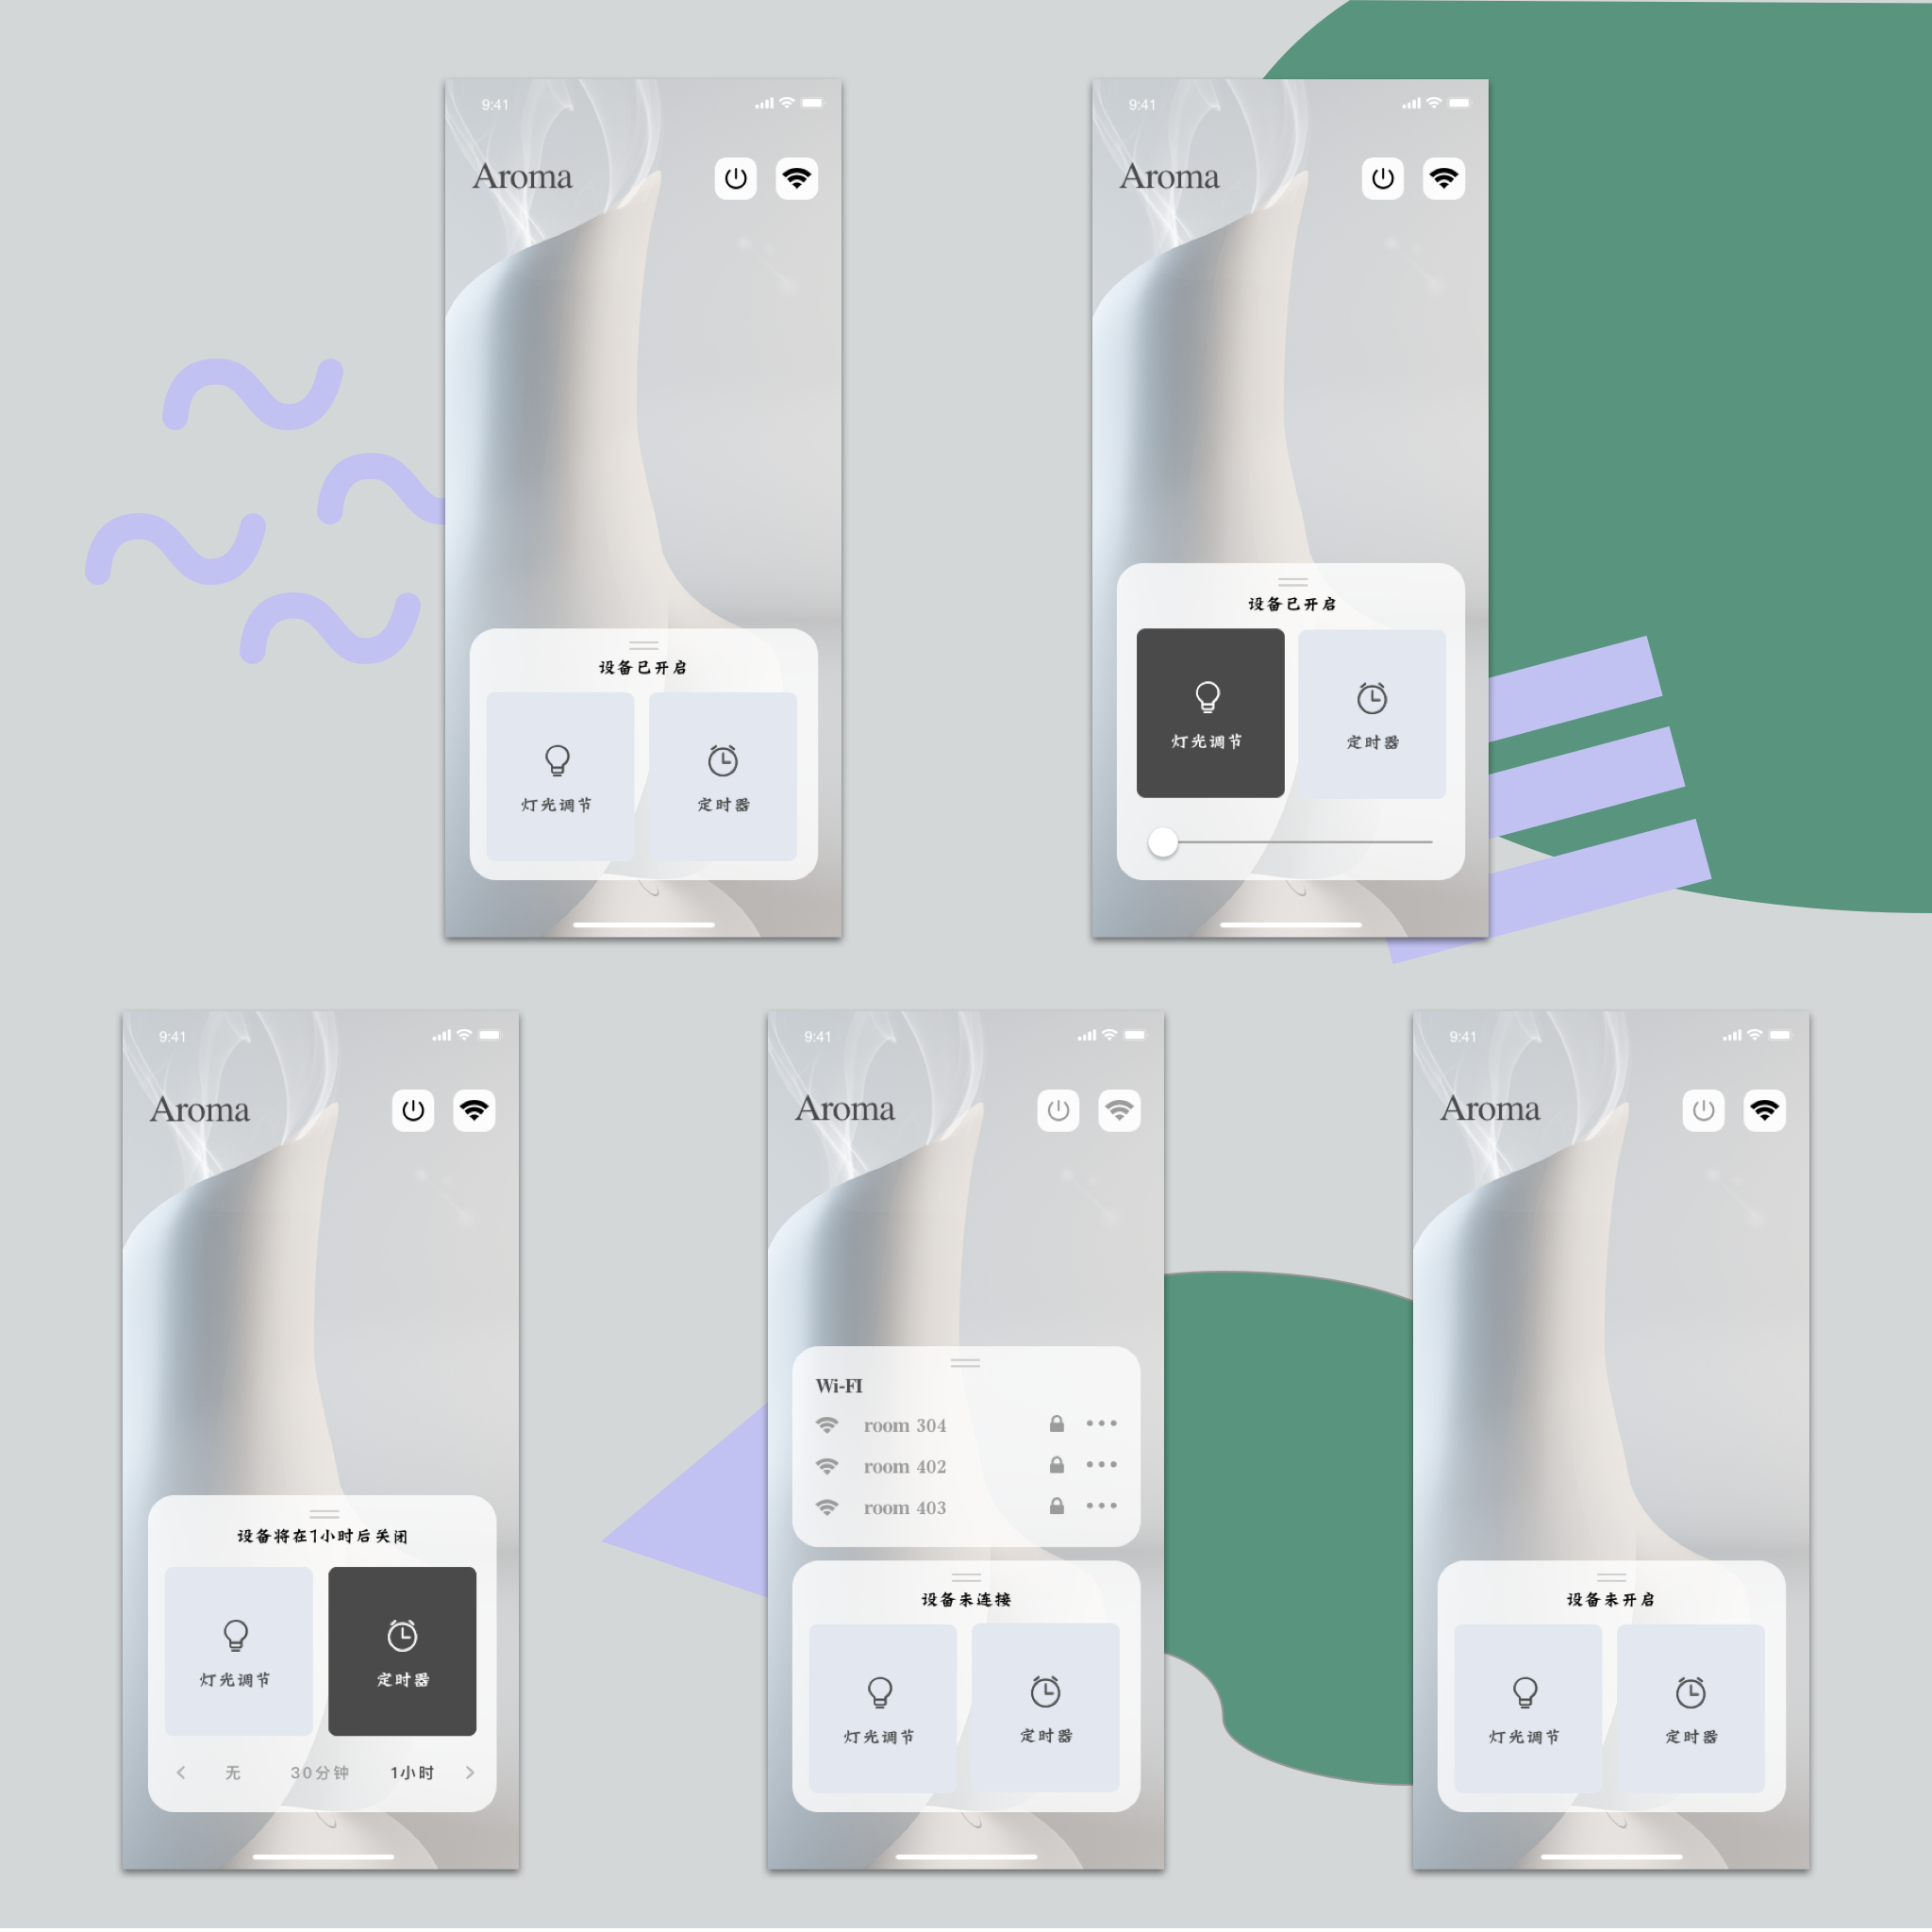 9:41
Aroma
设备已开启
灯光调节
定时器
9:41
Aroma
设备已开启
灯光调节
定时器
9:41
Aroma
设备将在1小时后关闭
灯光调节
定时器
无
30分钟
1小时
9:41
Aroma
Wi-FI
room 304
room 402
room 403
设备未连接
灯光调节
定时器
9:41
Aroma
设备未开启
灯光调节
定时器